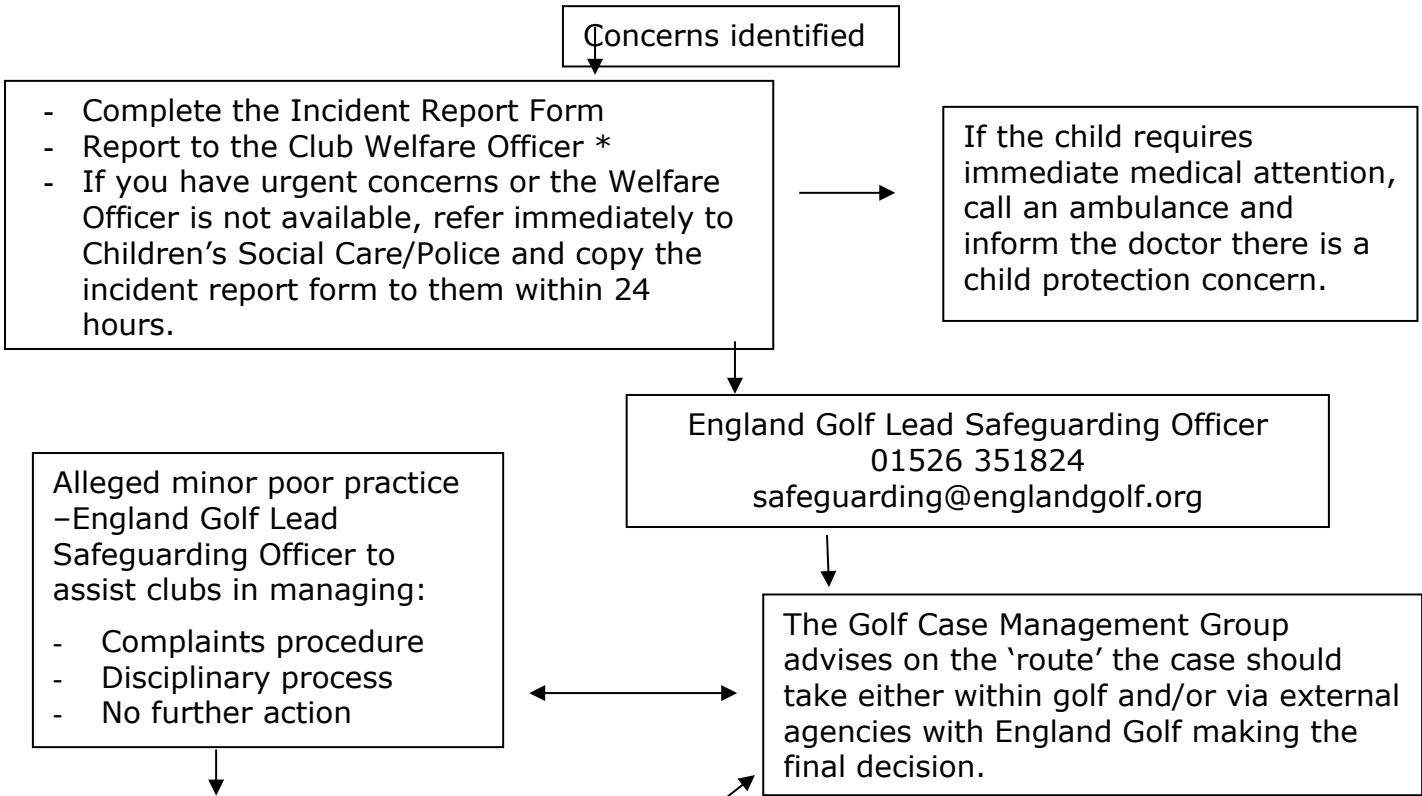 Concerns identified
- Complete the Incident Report Form
- Report to the Club Welfare Officer *
- If you have urgent concerns or the Welfare
Officer is not available, refer immediately to
Children's Social Care/Police and copy the
incident report form to them within 24
hours.
If the child requires
immediate medical attention,
call an ambulance and
inform the doctor there is a
child protection concern.
England Golf Lead Safeguarding Officer
01526 351824
safeguarding@englandgolf.org
Alleged minor poor practice
–England Golf Lead
Safeguarding Officer to
assist clubs in managing:
- Complaints procedure
- Disciplinary process
- No further action
The Golf Case Management Group
advises on the ‘route’ the case should
take either within golf and/or via external
agencies with England Golf making the
final decision.